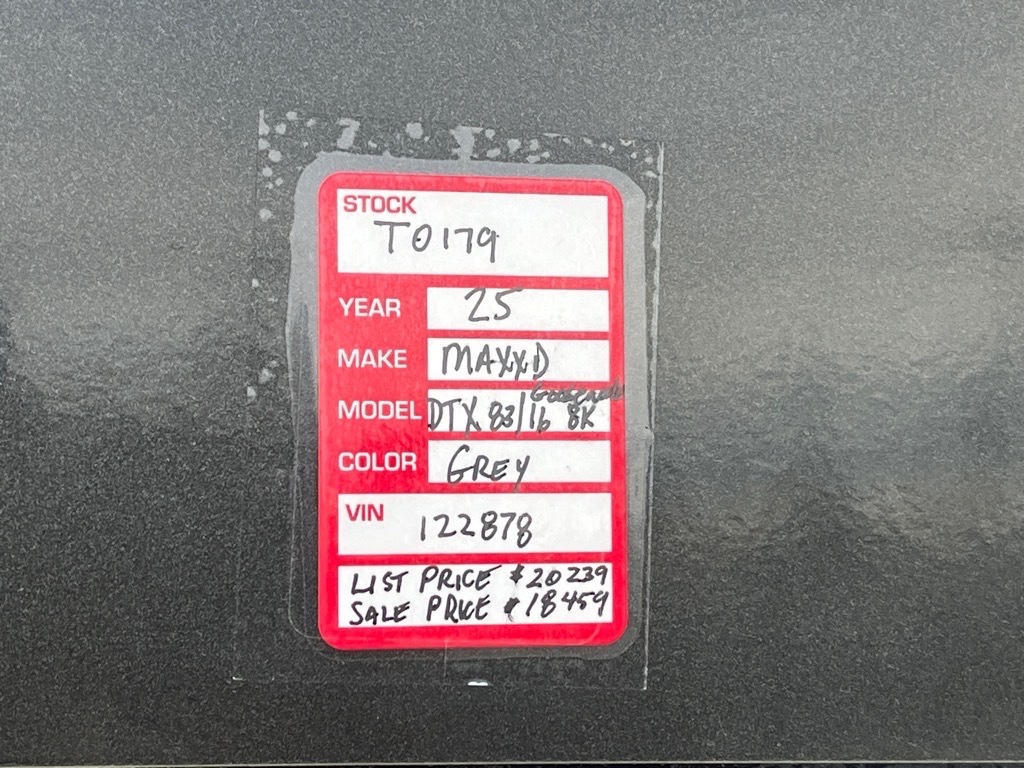 STOCK
T0179
YEAR 25
MAKE MAXXD
Gooseneck
MODEL DTX 83/16 8K
COLOR GREY
VIN
122878
LIST PRICE $20239
SALE PRICE $18459